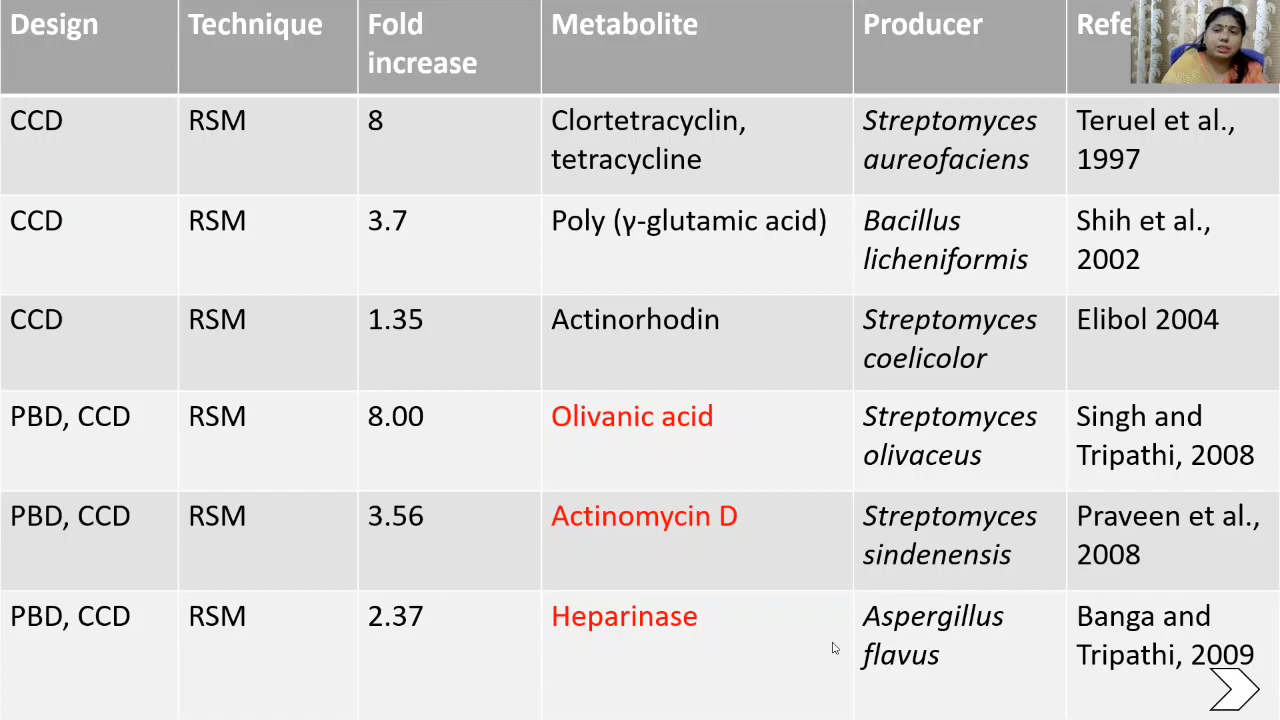 Design Technique Fold increase Metabolite Producer
CCD RSM 8 Clortetracyclin, tetracycline Streptomyces aureofaciens Teruel et al., 1997
CCD RSM 3.7 Poly (γ-glutamic acid) Bacillus licheniformis Shih et al., 2002
CCD RSM 1.35 Actinorhodin Streptomyces coelicolor Elibol 2004
PBD, CCD RSM 8.00 Olivanic acid Streptomyces olivaceus Singh and Tripathi, 2008
PBD, CCD RSM 3.56 Actinomycin D Streptomyces sindenensis Praveen et al., 2008
PBD, CCD RSM 2.37 Heparinase Aspergillus flavus Banga and Tripathi, 2009